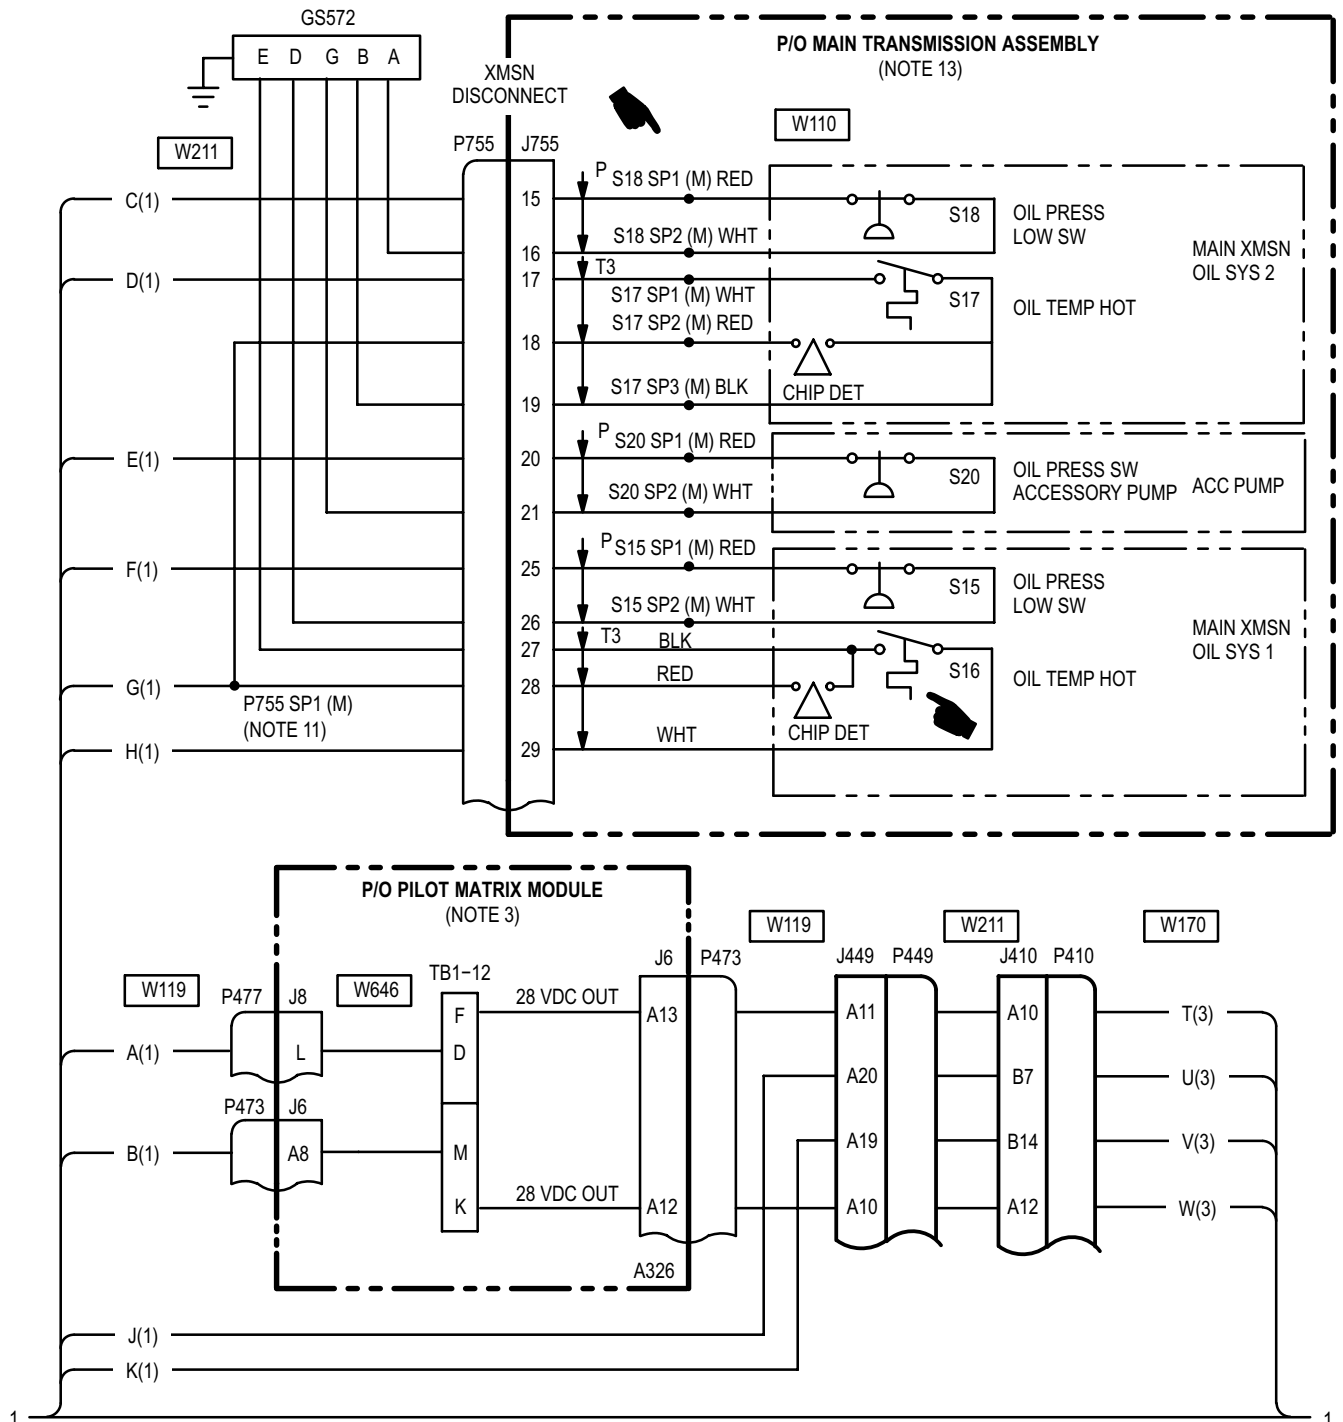 GS572
E D G B A
P/O MAIN TRANSMISSION ASSEMBLY
(NOTE 13)
XMSN
DISCONNECT
W110
W211
P755 J755
C(1)
15
P
S18 SP1 (M) RED
S18
OIL PRESS
LOW SW
S18 SP2 (M) WHT
16
MAIN XMSN
OIL SYS 2
D(1)
17
T3
S17 SP1 (M) WHT
S17
OIL TEMP HOT
S17 SP2 (M) RED
18
CHIP DET
S17 SP3 (M) BLK
19
E(1)
20
P
S20 SP1 (M) RED
S20
OIL PRESS SW
ACCESSORY PUMP
ACC PUMP
S20 SP2 (M) WHT
21
F(1)
25
P
S15 SP1 (M) RED
S15
OIL PRESS
LOW SW
S15 SP2 (M) WHT
26
MAIN XMSN
OIL SYS 1
27
T3
BLK
S16
OIL TEMP HOT
G(1)
28
RED
P755 SP1 (M)
(NOTE 11)
CHIP DET
H(1)
29
WHT
P/O PILOT MATRIX MODULE
(NOTE 3)
W119
W211
W170
J6 P473
J449 P449
J410 P410
W119
P477 J8
W646
TB1−12
28 VDC OUT
F
A13
A11
A10
T(3)
A(1)
L
D
A20
B7
U(3)
P473 J6
B(1)
A8
M
A19
B14
V(3)
K
28 VDC OUT
A12
A10
A12
W(3)
A326
J(1)
K(1)
1 1